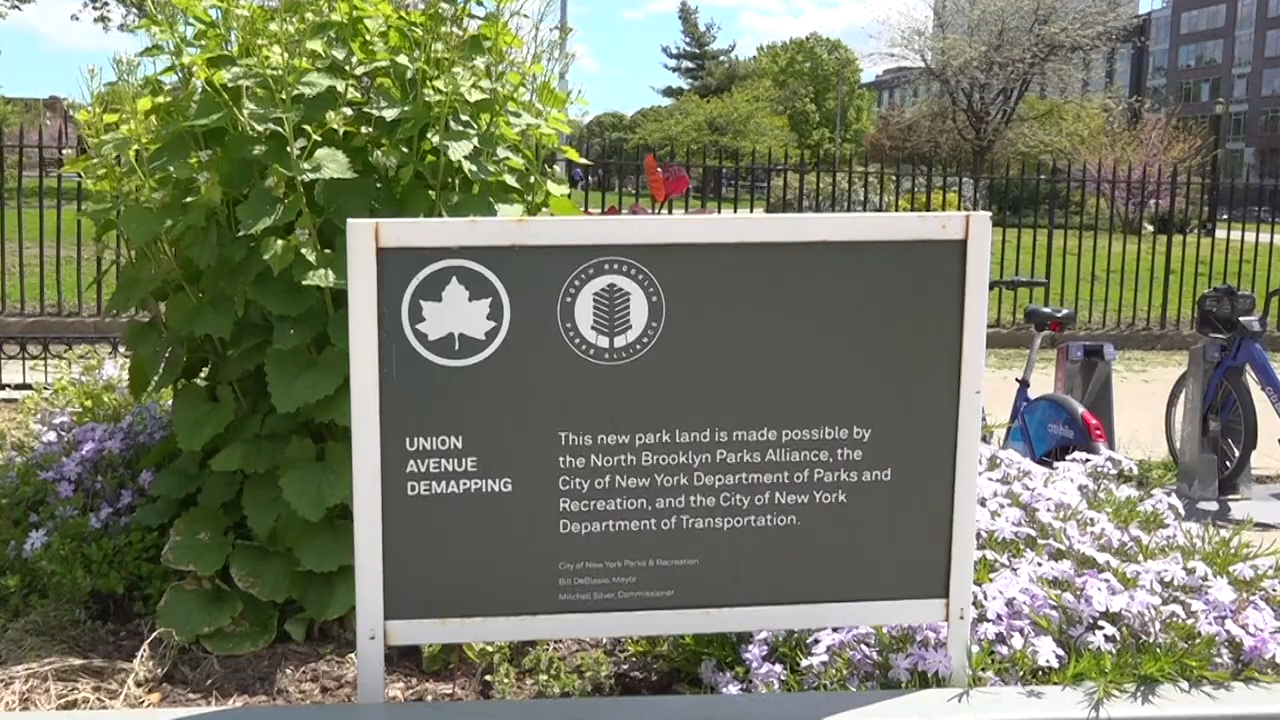 NORTH BROOKLYN
PARKS ALLIANCE
UNION
AVENUE
DEMAPPING
This new park land is made possible by
the North Brooklyn Parks Alliance, the
City of New York Department of Parks and
Recreation, and the City of New York
Department of Transportation.
City of New York Parks & Recreation
Bill DeBlasio, Mayor
Mitchell Silver, Commissioner
citi bike